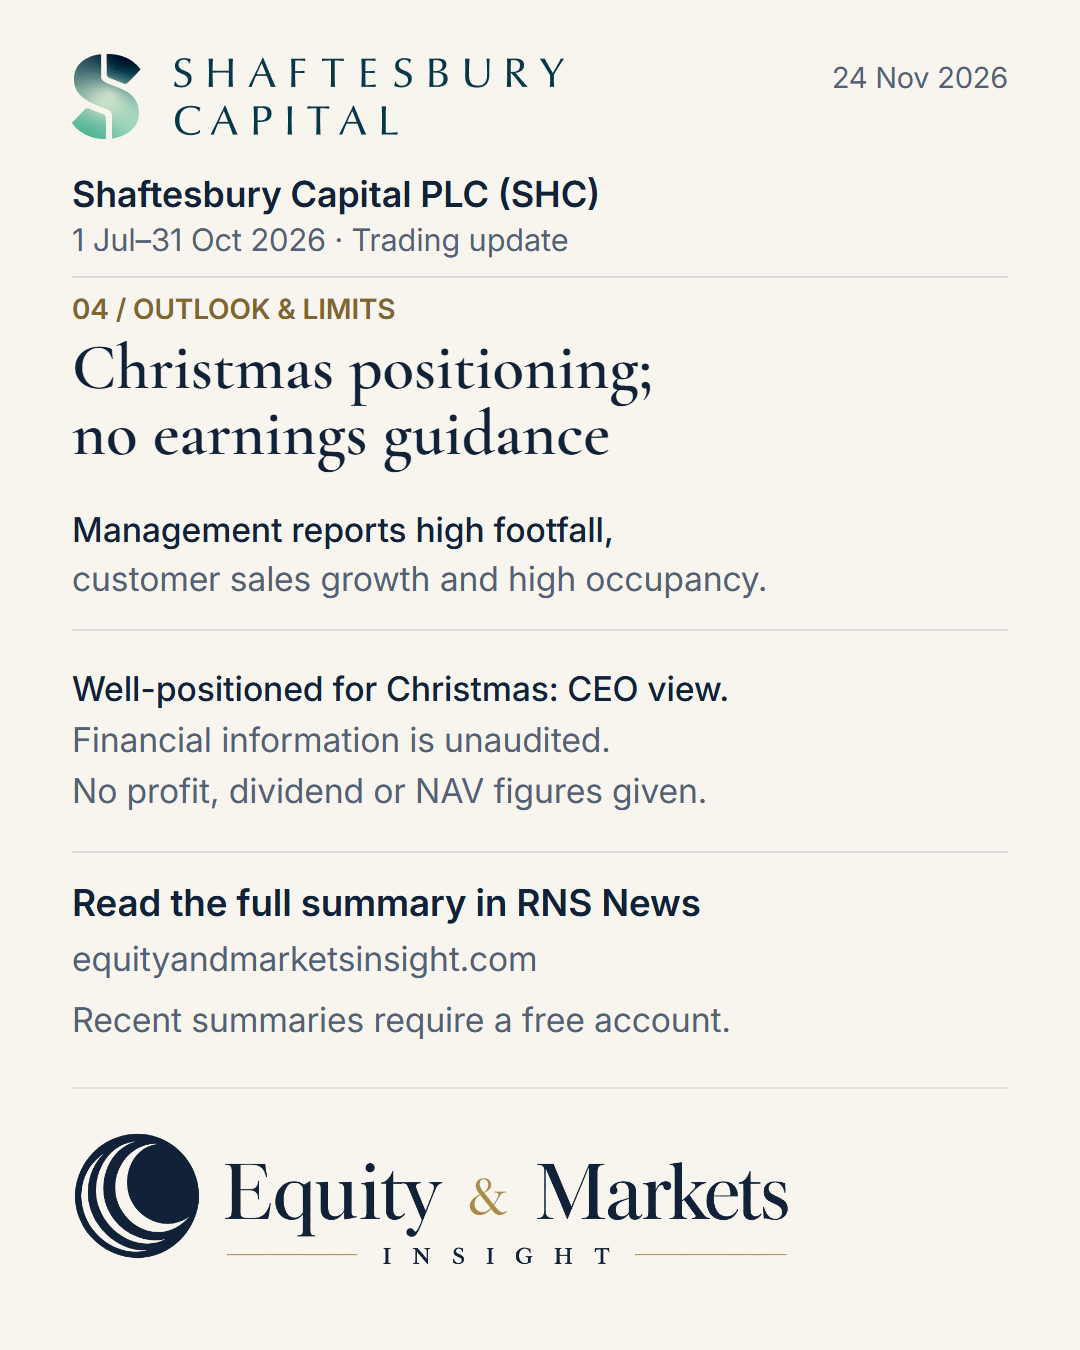 SHAFTESBURY
CAPITAL
24 Nov 2026
Shaftesbury Capital PLC (SHC)
1 Jul–31 Oct 2026 · Trading update
04 / OUTLOOK & LIMITS
Christmas positioning;
no earnings guidance
Management reports high footfall,
customer sales growth and high occupancy.
Well-positioned for Christmas: CEO view.
Financial information is unaudited.
No profit, dividend or NAV figures given.
Read the full summary in RNS News
equityandmarketsinsight.com
Recent summaries require a free account.
Equity & Markets
INSIGHT